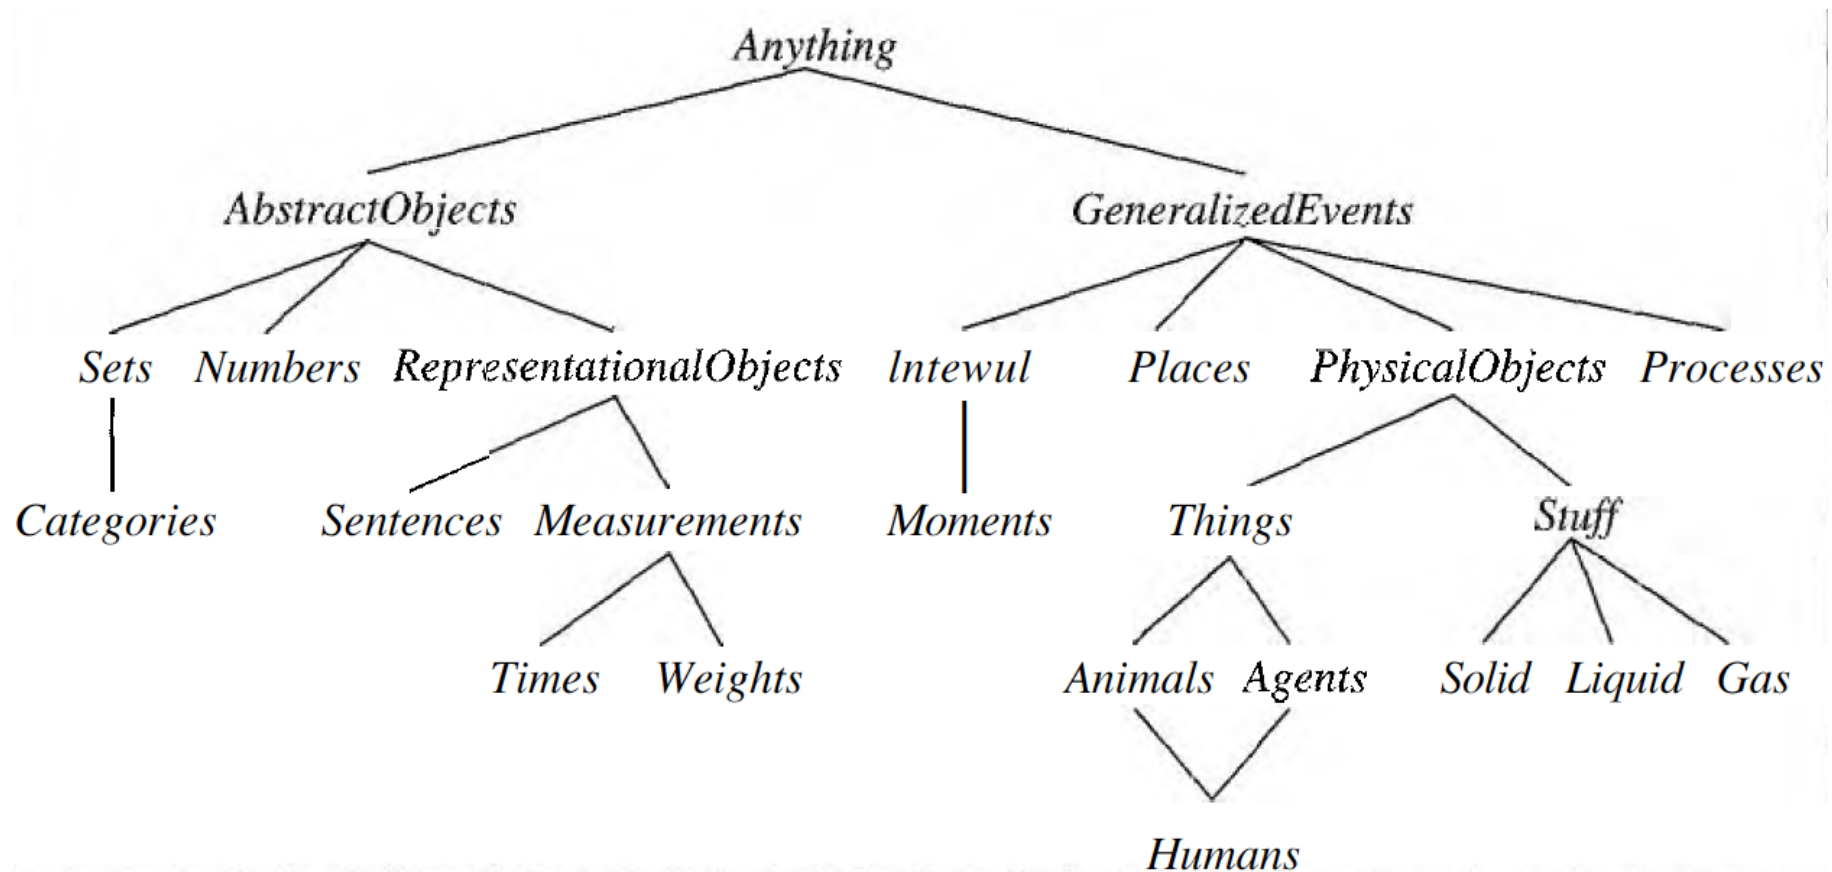 Anything
AbstractObjects GeneralizedEvents
Sets Numbers RepresentationalObjects lntewul Places PhysicalObjects Processes
Categories Sentences Measurements Moments Things Stuff
Times Weights Animals Agents Solid Liquid Gas
Humans